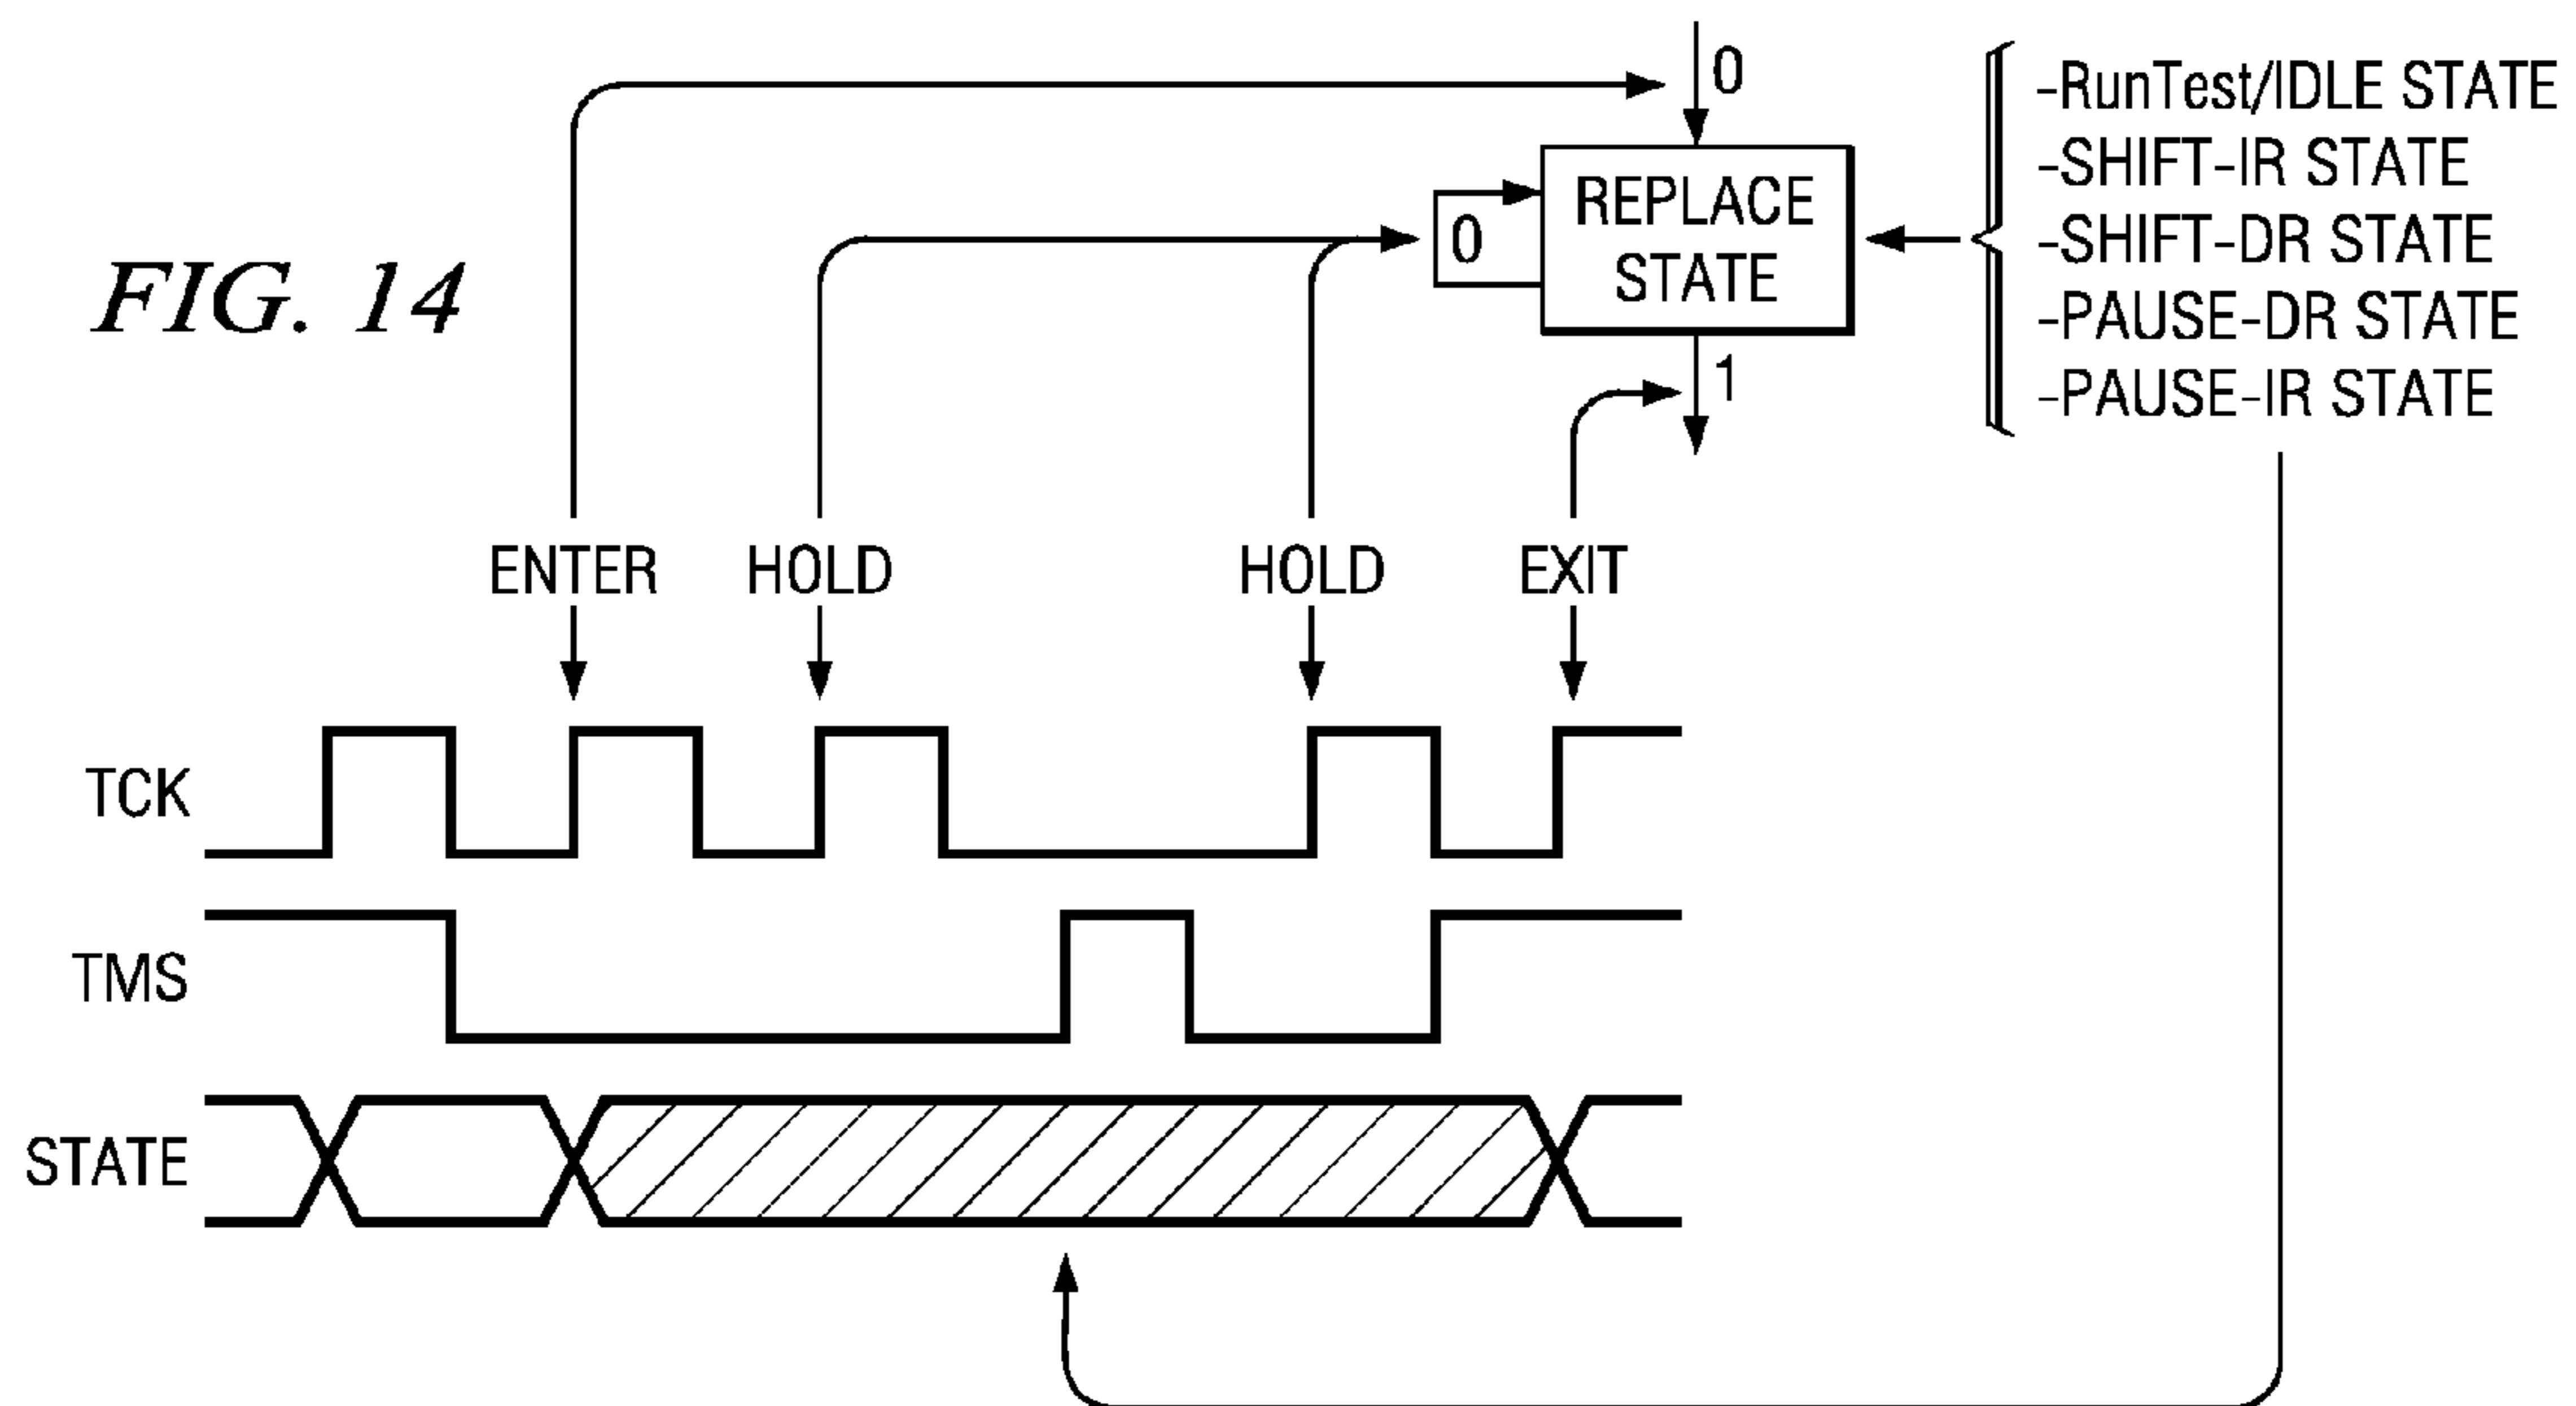 0
-RunTest/IDLE STATE
-SHIFT-IR STATE
-SHIFT-DR STATE
-PAUSE-DR STATE
-PAUSE-IR STATE
REPLACE
STATE
0
1
FIG. 14
ENTER
HOLD
HOLD
EXIT
TCK
TMS
STATE